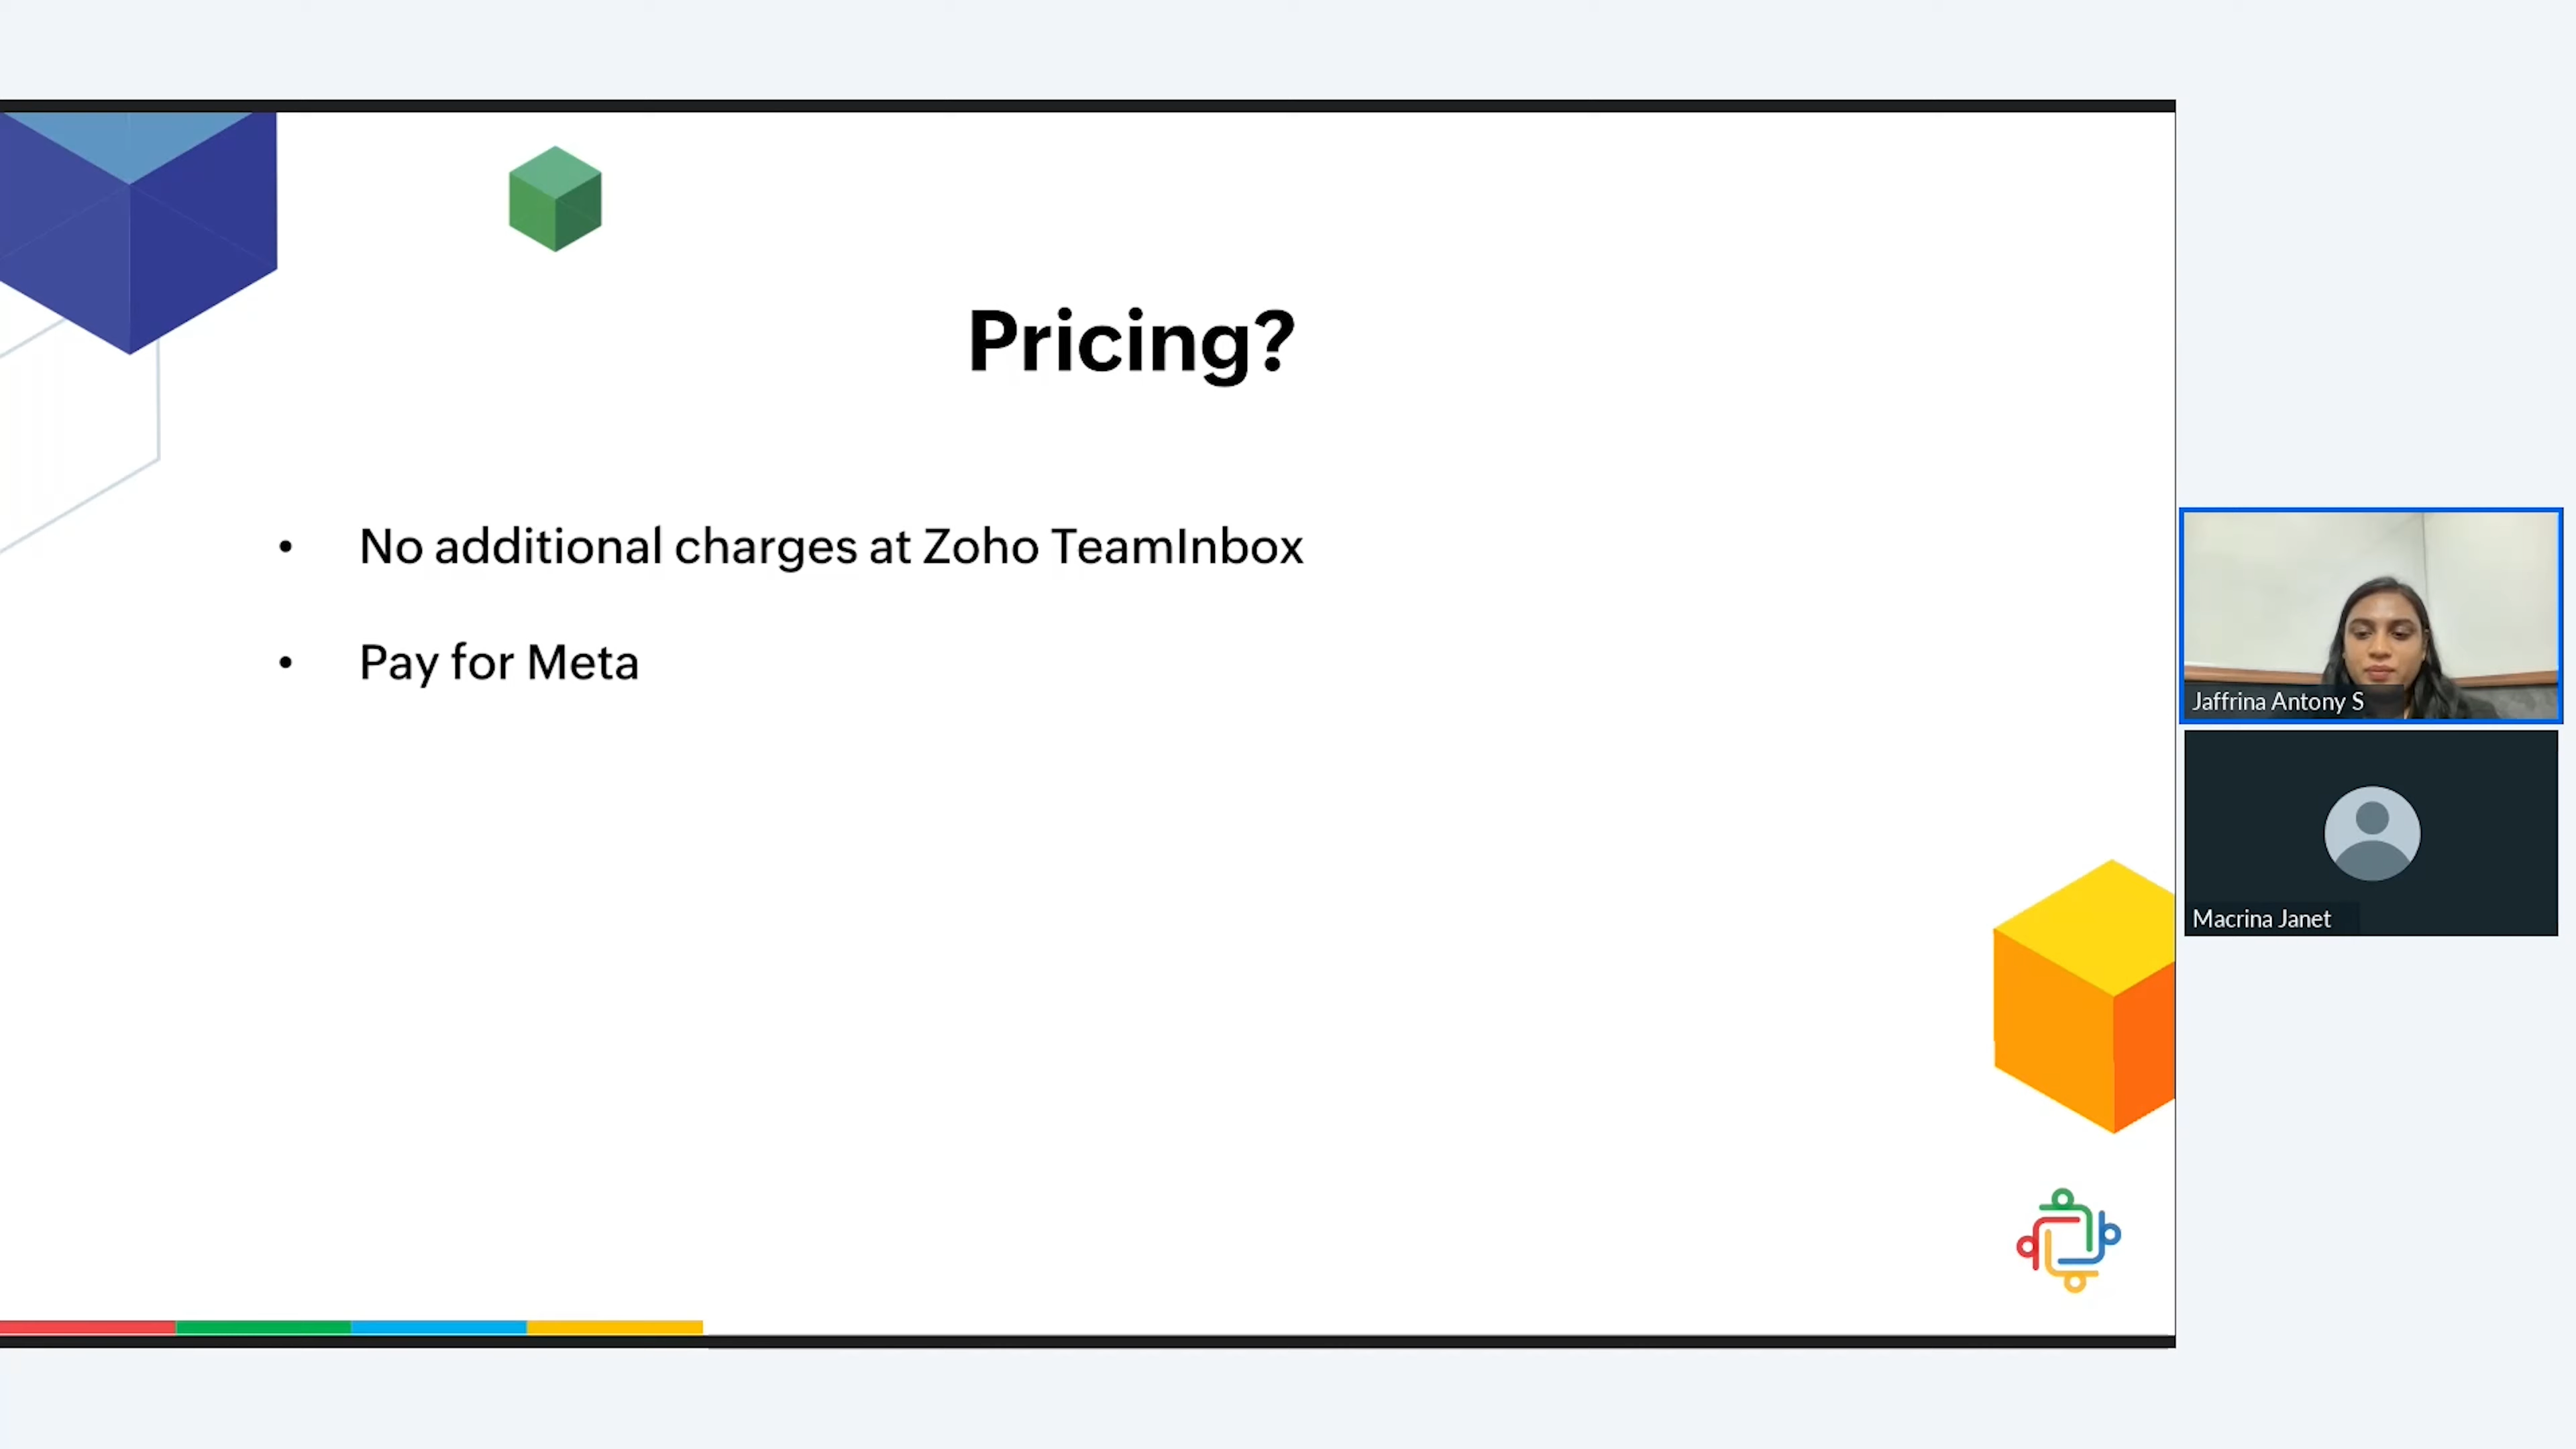 Pricing?
• No additional charges at Zoho TeamInbox
• Pay for Meta
Jaffrina Antony S
Macrina Janet